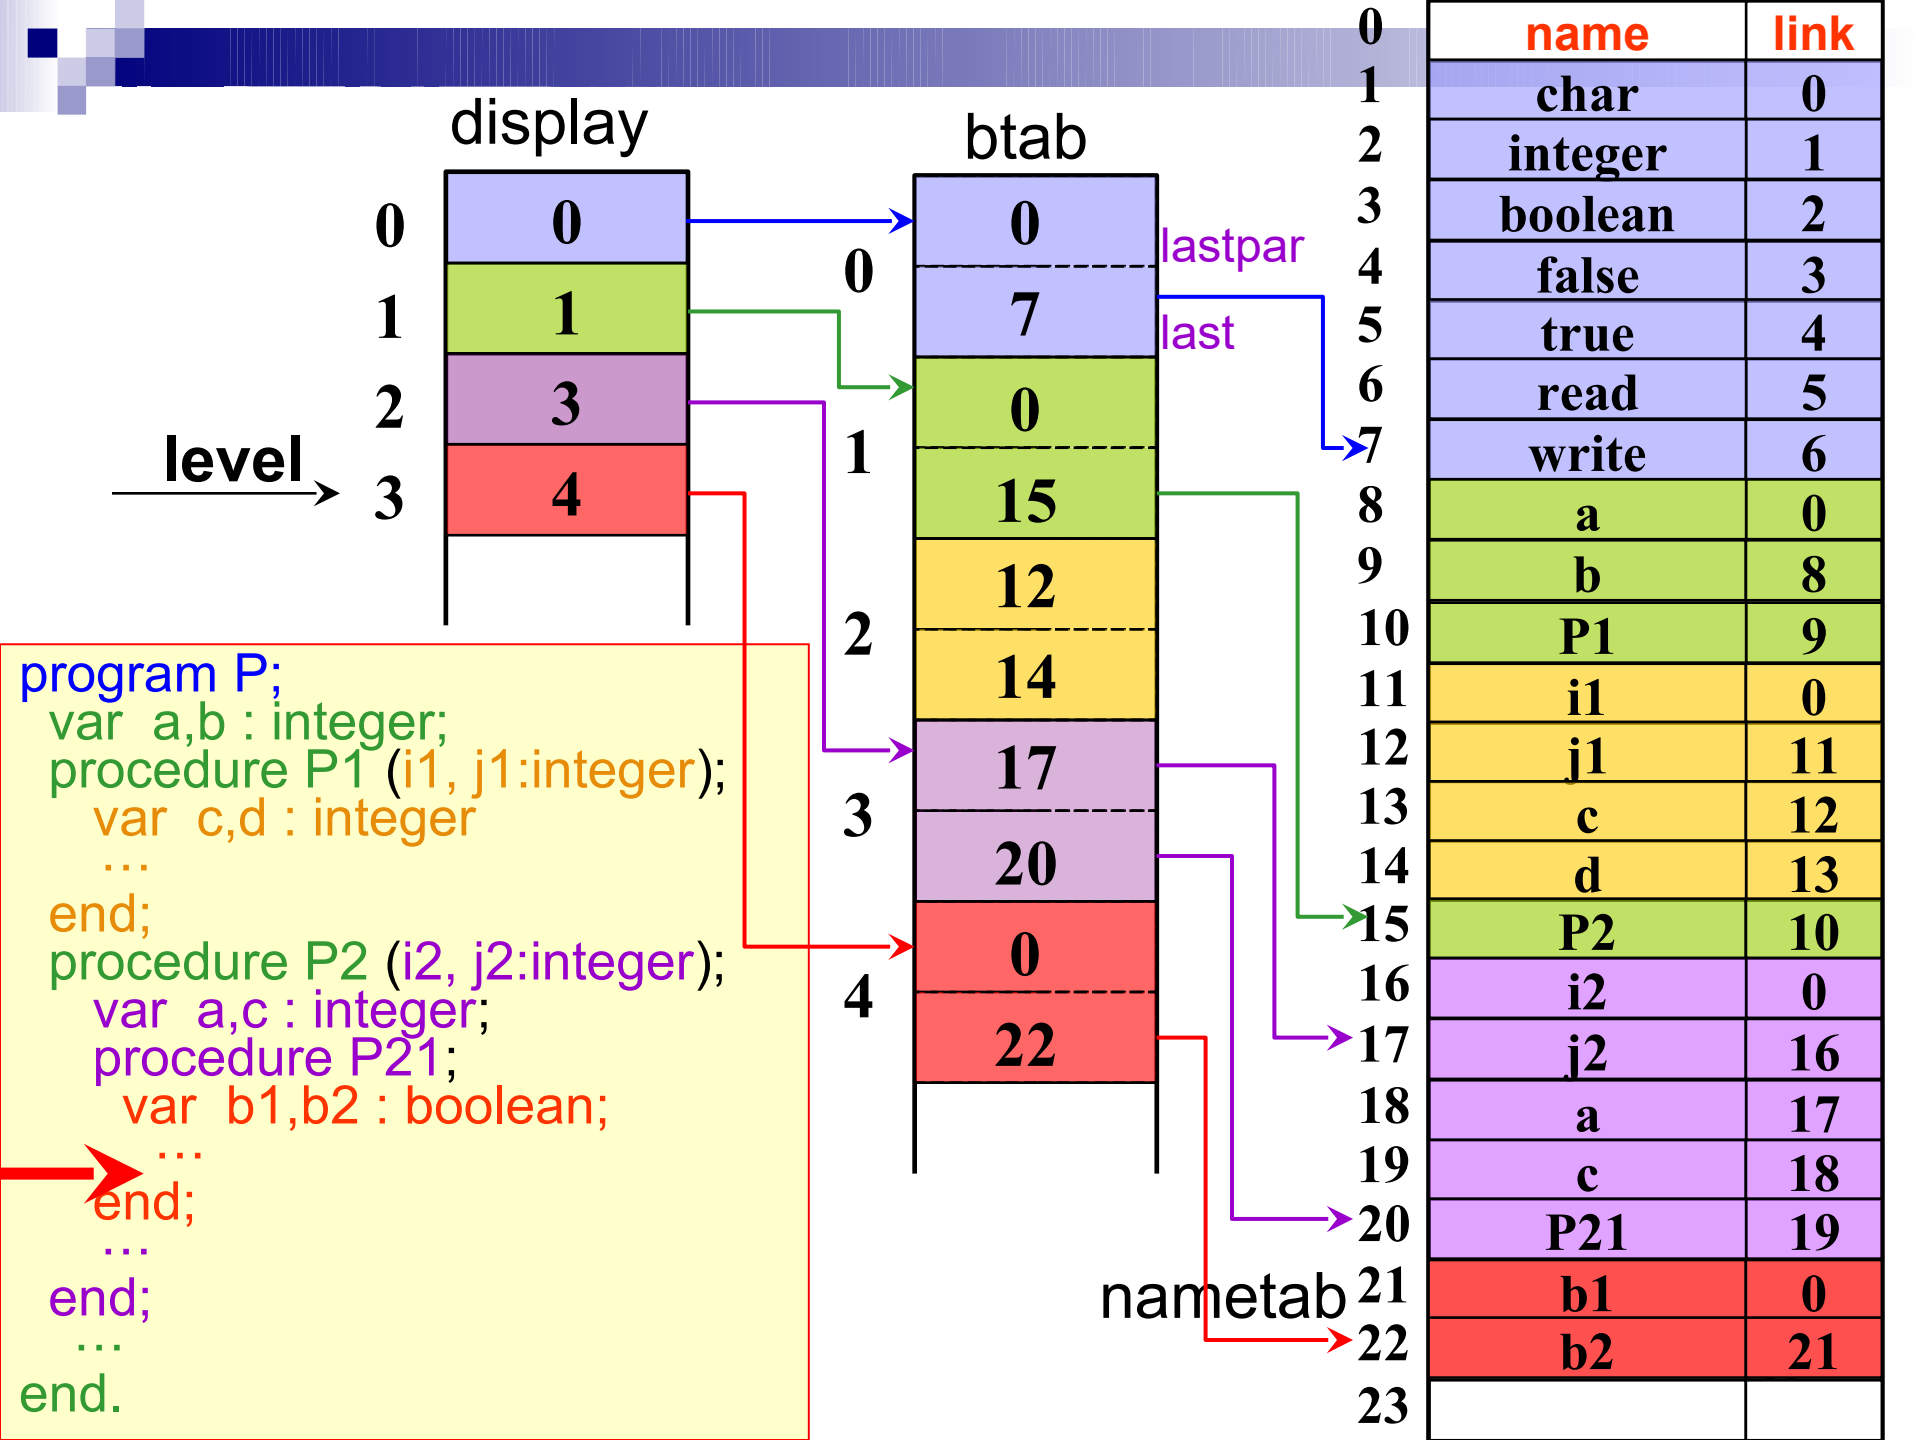 display
0 0
1 1
2 3
level
3 4
btab
0
0
7
lastpar
last
1
0
15
2
12
14
3
17
20
4
0
22
program P;
var a,b : integer;
procedure P1 (i1, j1:integer);
var c,d : integer
...
end;
procedure P2 (i2, j2:integer);
var a,c : integer;
procedure P21;
var b1,b2 : boolean;
...
end;
...
end;
...
end.
nametab
0 name link
1 char 0
2 integer 1
3 boolean 2
4 false 3
5 true 4
6 read 5
7 write 6
8 a 0
9 b 8
10 P1 9
11 i1 0
12 j1 11
13 c 12
14 d 13
15 P2 10
16 i2 0
17 j2 16
18 a 17
19 c 18
20 P21 19
21 b1 0
22 b2 21
23